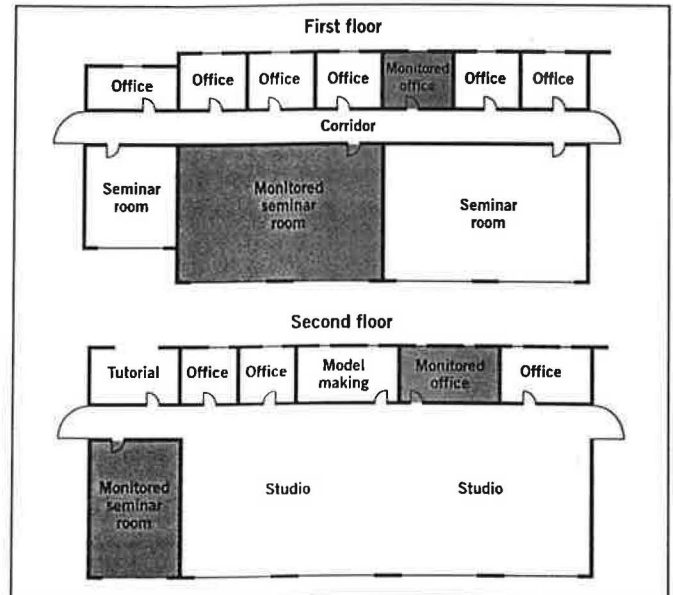 First floor
Office
Office
Office
Office
Monitored
office
Office
Office
Corridor
Seminar
room
Monitored
seminar
room
Seminar
room
Second floor
Tutorial
Office
Office
Model
making
Monitored
office
Office
Monitored
seminar
room
Studio
Studio